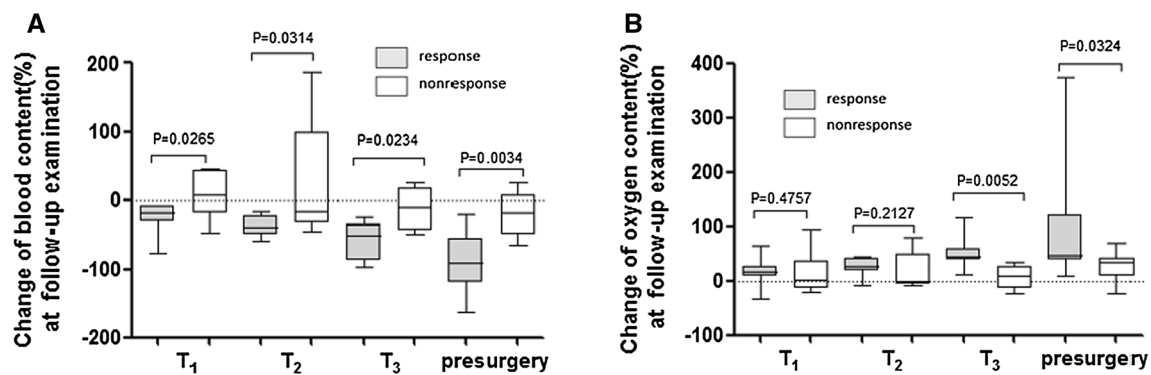 A
Change of blood content(%)
at follow-up examination
200
100
0
-100
-200
P=0.0265
P=0.0314
P=0.0234
P=0.0034
response
nonresponse
T1
T2
T3
presurgery
B
Change of oxygen content(%)
at follow-up examination
400
300
200
100
0
-100
P=0.4757
P=0.2127
P=0.0052
P=0.0324
response
nonresponse
T1
T2
T3
presurgery